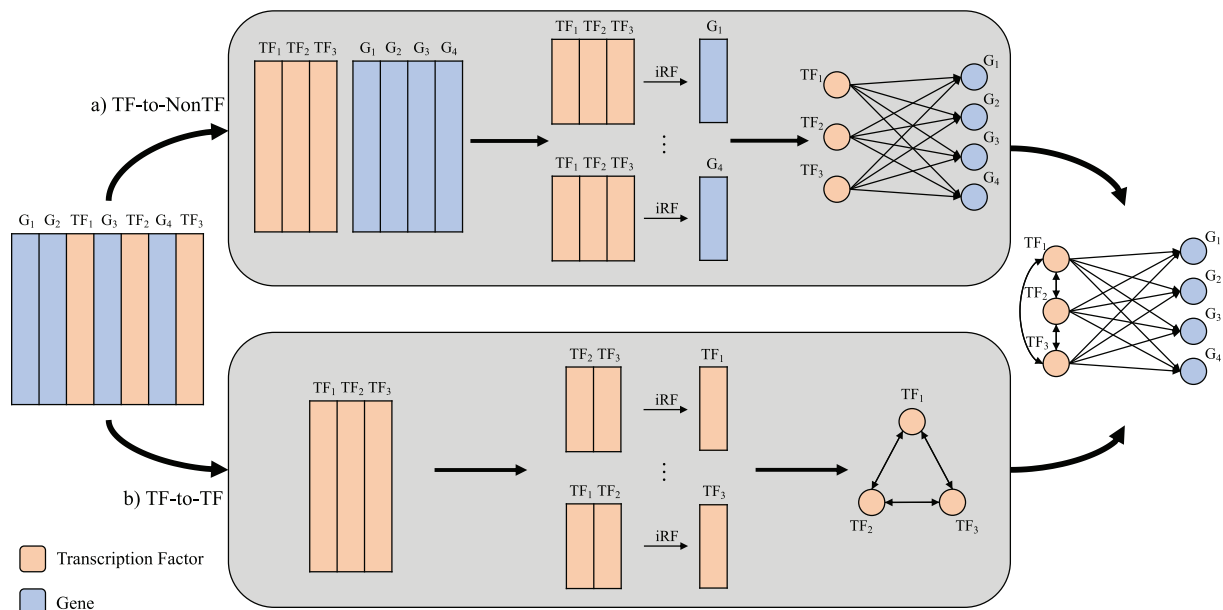 a) TF-to-NonTF
TF₁ TF₂ TF₃ G₁ G₂ G₃ G₄
TF₁ TF₂ TF₃ G₁
iRF
⋮ ⋮
TF₁ TF₂ TF₃ G₄
iRF
TF₁
TF₂
TF₃
G₁
G₂
G₃
G₄
G₁ G₂ TF₁ G₃ TF₂ G₄ TF₃
b) TF-to-TF
TF₁ TF₂ TF₃
TF₂ TF₃ TF₁
iRF
⋮ ⋮
TF₁ TF₂ TF₃
iRF
TF₁
TF₂ TF₃
TF₁
TF₂
TF₃
G₁
G₂
G₃
G₄
Transcription Factor
Gene